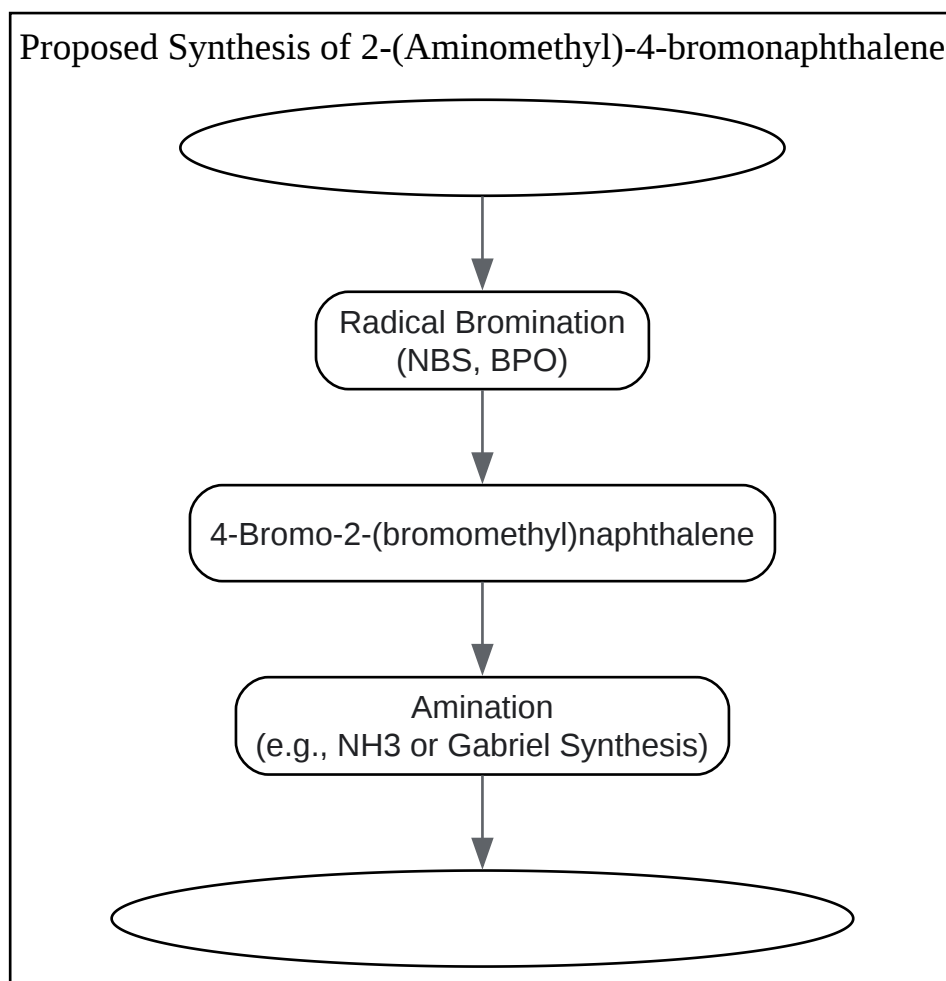 Proposed Synthesis of 2-(Aminomethyl)-4-bromonaphthalene
Radical Bromination
(NBS, BPO)
4-Bromo-2-(bromomethyl)naphthalene
Amination
(e.g., NH3 or Gabriel Synthesis)